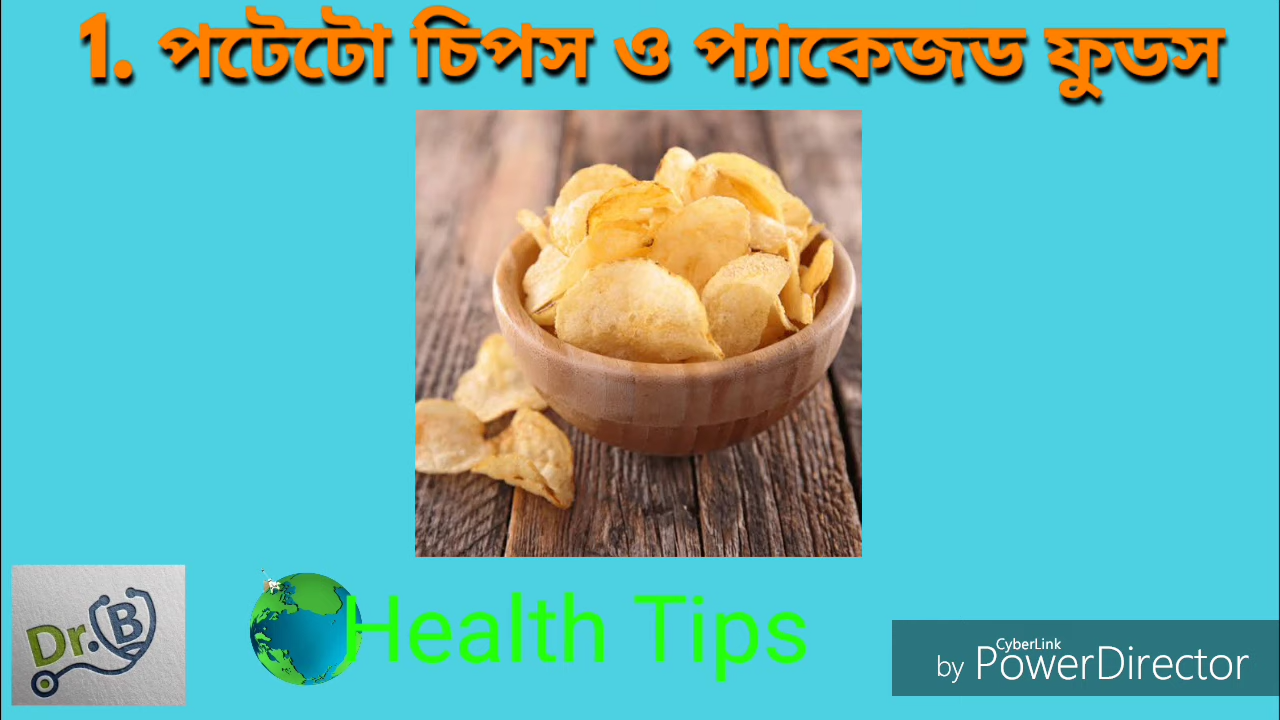 1. পটেটো চিপস ও প্যাকেজড ফুডস
Dr.B
Health Tips
CyberLink
by PowerDirector